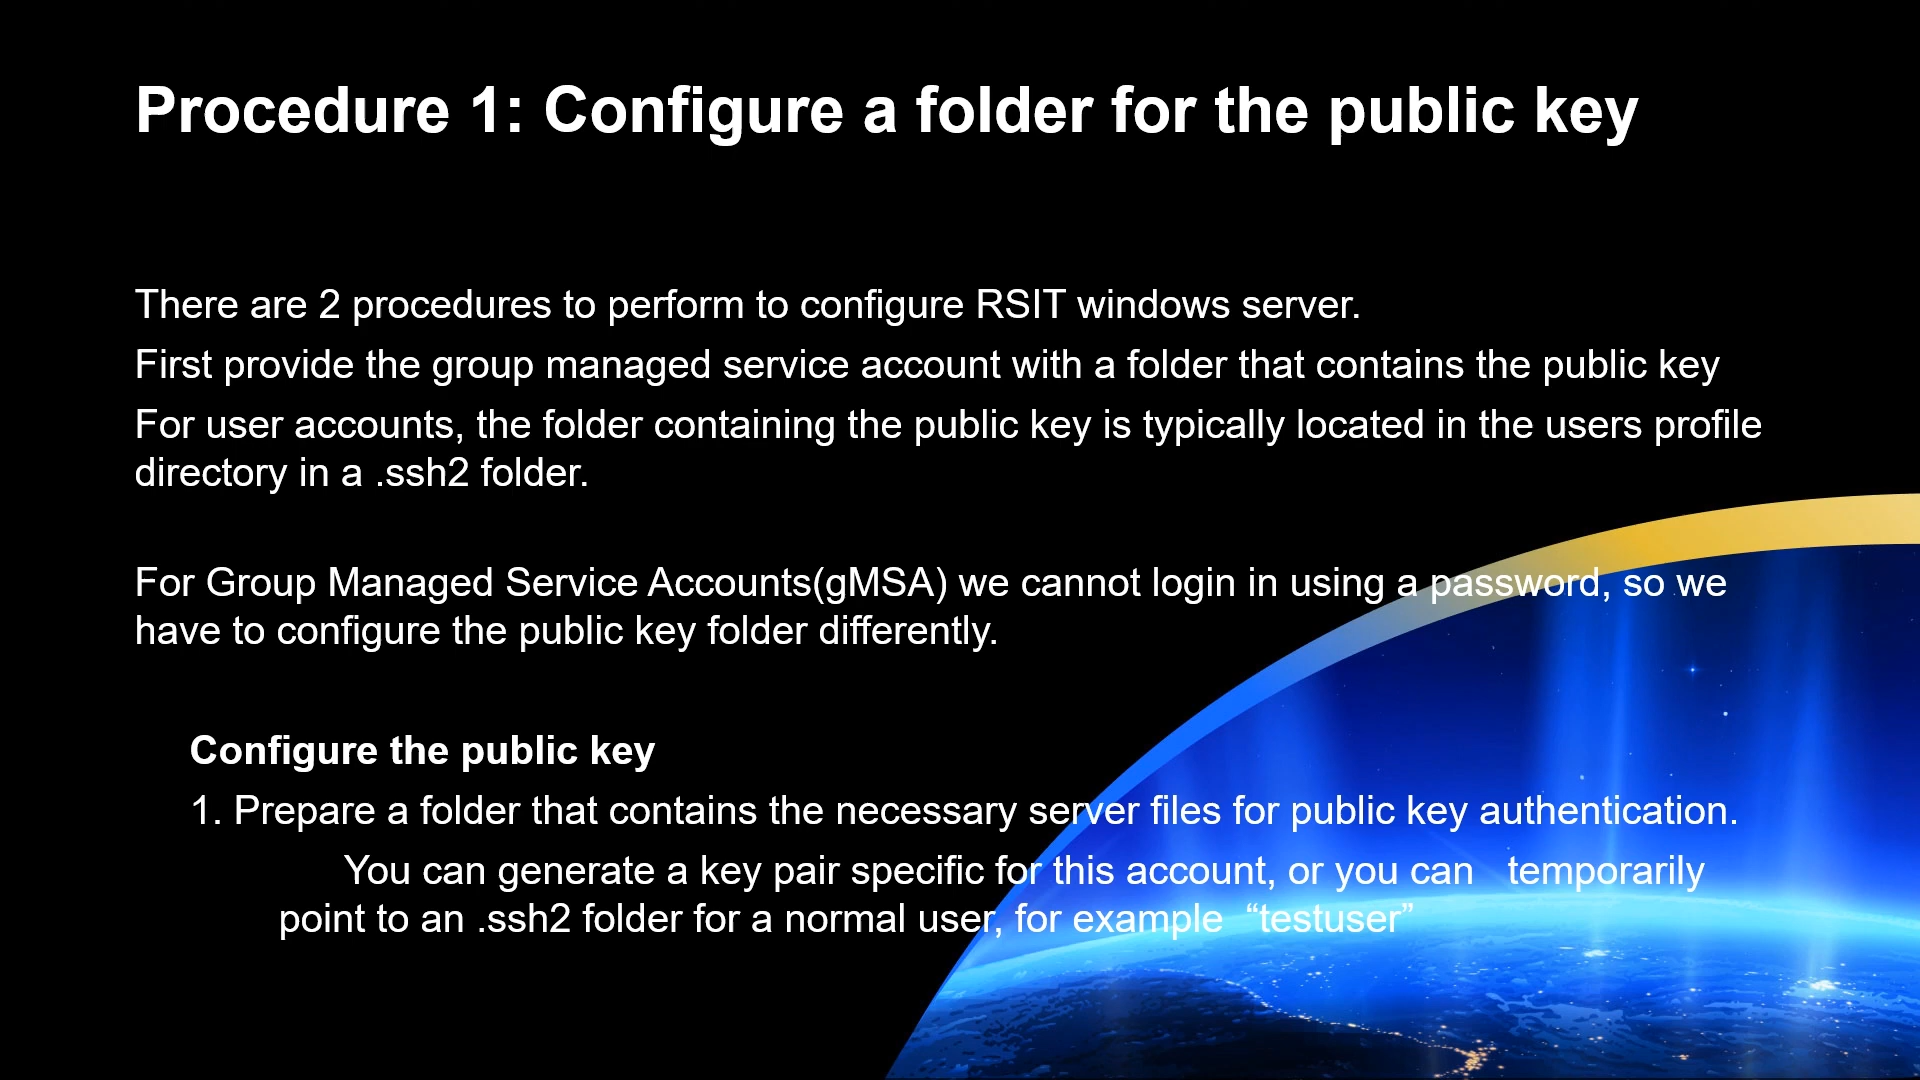 Procedure 1: Configure a folder for the public key
There are 2 procedures to perform to configure RSIT windows server.
First provide the group managed service account with a folder that contains the public key
For user accounts, the folder containing the public key is typically located in the users profile
directory in a .ssh2 folder.
For Group Managed Service Accounts(gMSA) we cannot login in using a password, so we
have to configure the public key folder differently.
Configure the public key
1. Prepare a folder that contains the necessary server files for public key authentication.
You can generate a key pair specific for this account, or you can temporarily
point to an .ssh2 folder for a normal user, for example “testuser”